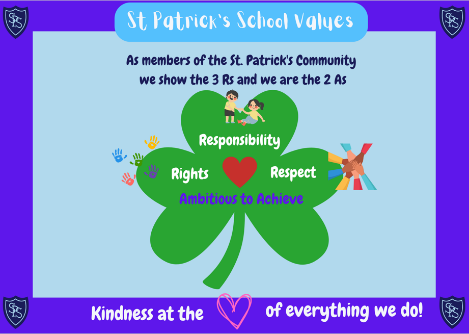 St Patrick's School Values
As members of the St. Patrick's Community
we show the 3 Rs and we are the 2 As
Responsibility
Rights
Respect
Ambitious to Achieve
Kindness at the
of everything we do!